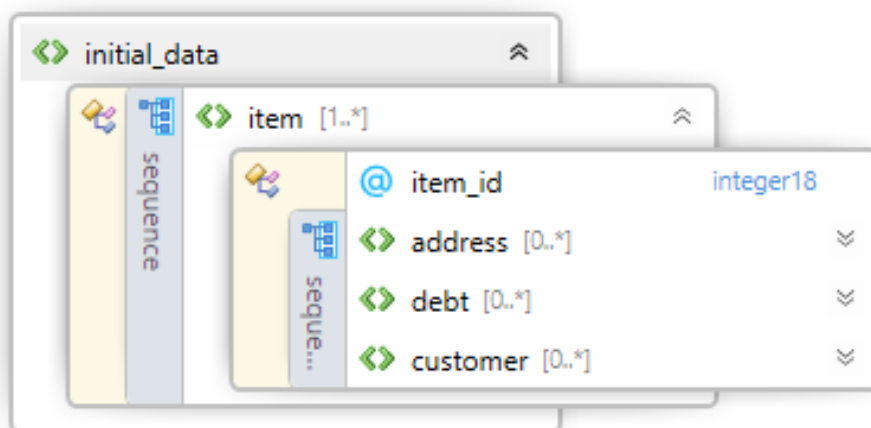 initial_data
item [1..*]
sequence
@ item_id integer18
address [0..*]
seque...
debt [0..*]
customer [0..*]